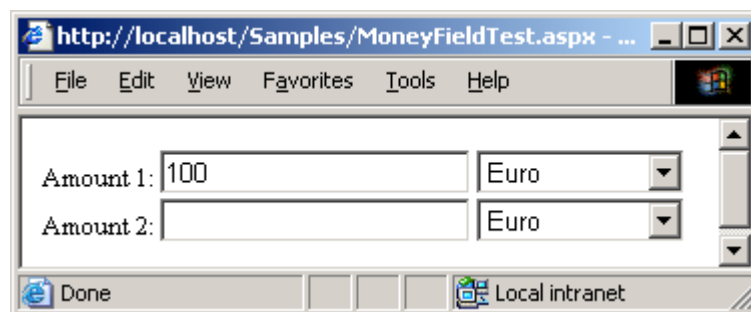 http://localhost/Samples/MoneyFieldTest.aspx - ...
File Edit View Favorites Tools Help
Amount 1: 100 Euro
Amount 2: Euro
Done Local intranet